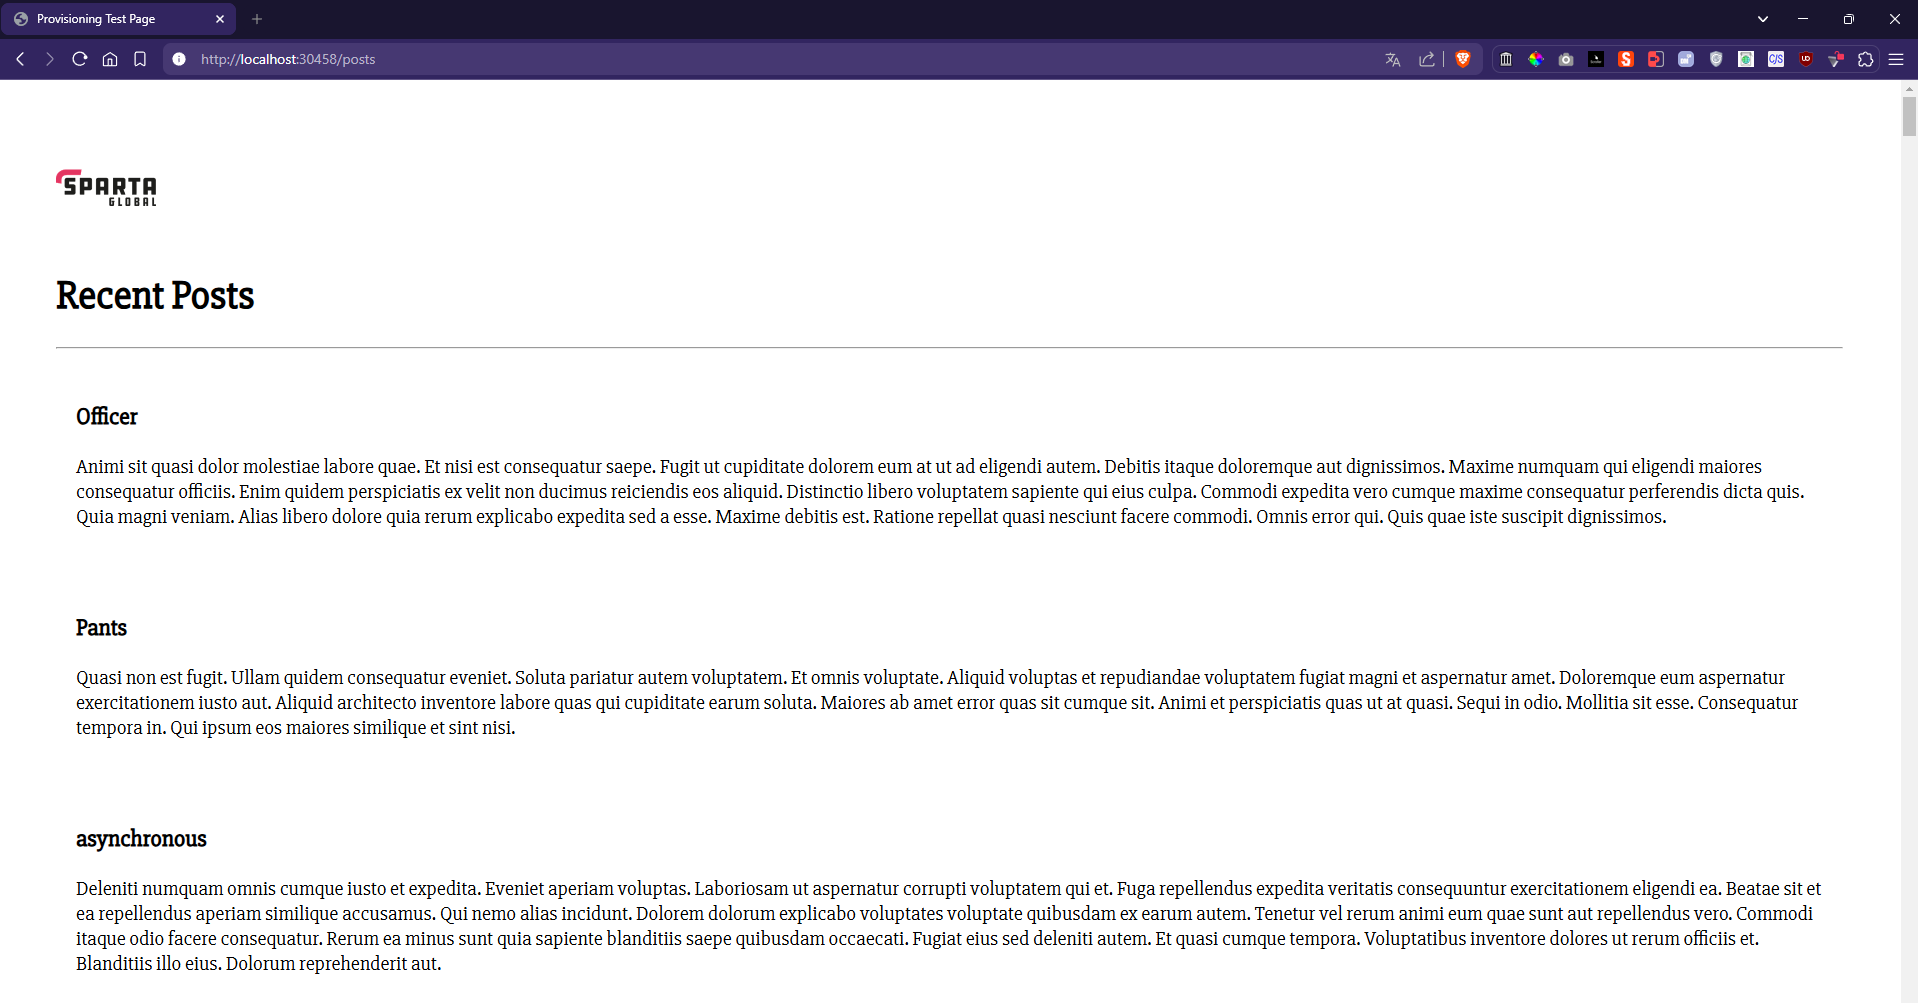 Provisioning Test Page
http://localhost:30458/posts
SPARTA
GLOBAL
Recent Posts
Officer
Animi sit quasi dolor molestiae labore quae. Et nisi est consequatur saepe. Fugit ut cupiditate dolorem eum at ut ad eligendi autem. Debitis itaque doloremque aut dignissimos. Maxime numquam qui eligendi maiores
consequatur officiis. Enim quidem perspiciatis ex velit non ducimus reiciendis eos aliquid. Distinctio libero voluptatem sapiente qui eius culpa. Commodi expedita vero cumque maxime consequatur perferendis dicta quis.
Quia magni veniam. Alias libero dolore quia rerum explicabo expedita sed a esse. Maxime debitis est. Ratione repellat quasi nesciunt facere commodi. Omnis error qui. Quis quae iste suscipit dignissimos.
Pants
Quasi non est fugit. Ullam quidem consequatur eveniet. Soluta pariatur autem voluptatem. Et omnis voluptate. Aliquid voluptas et repudiandae voluptatem fugiat magni et aspernatur amet. Doloremque eum aspernatur
exercitationem iusto aut. Aliquid architecto inventore labore quas qui cupiditate earum soluta. Maiores ab amet error quas sit cumque sit. Animi et perspiciatis quas ut at quasi. Sequi in odio. Mollitia sit esse. Consequatur
tempora in. Qui ipsum eos maiores similique et sint nisi.
asynchronous
Deleniti numquam omnis cumque iusto et expedita. Eveniet aperiam voluptas. Laboriosam ut aspernatur corrupti voluptatem qui et. Fuga repellendus expedita veritatis consequuntur exercitationem eligendi ea. Beatae sit et
ea repellendus aperiam similique accusamus. Qui nemo alias incidunt. Dolorem dolorum explicabo voluptates voluptate quibusdam ex earum autem. Tenetur vel rerum animi eum quae sunt aut repellendus vero. Commodi
itaque odio facere consequatur. Rerum ea minus sunt quia sapiente blanditiis saepe quibusdam occaecati. Fugiat eius sed deleniti autem. Et quasi cumque tempora. Voluptatibus inventore dolores ut rerum officiis et.
Blanditiis illo eius. Dolorum reprehenderit aut.